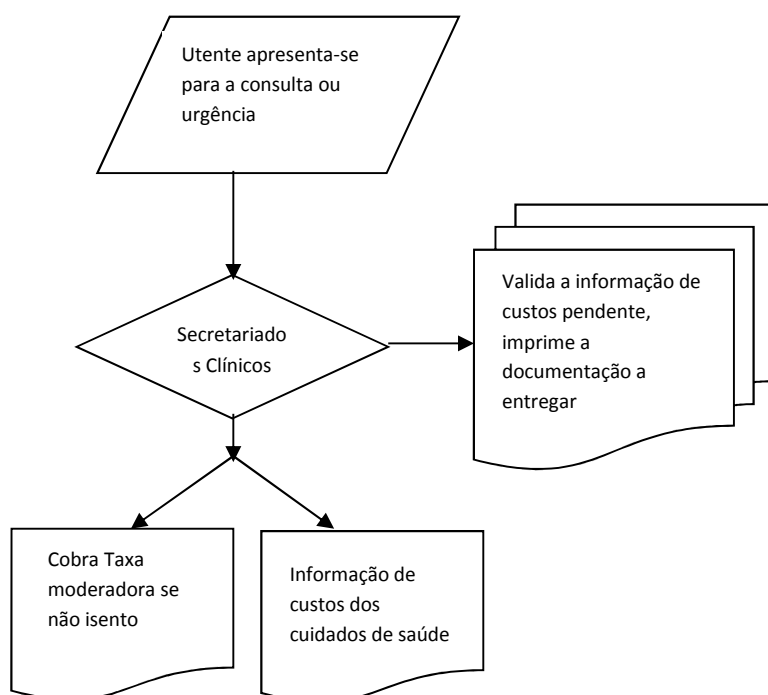 Utente apresenta-se
para a consulta ou
urgência
Secretariado
s Clínicos
Valida a informação de
custos pendente,
imprime a
documentação a
entregar
Cobra Taxa
moderadora se
não isento
Informação de
custos dos
cuidados de saúde